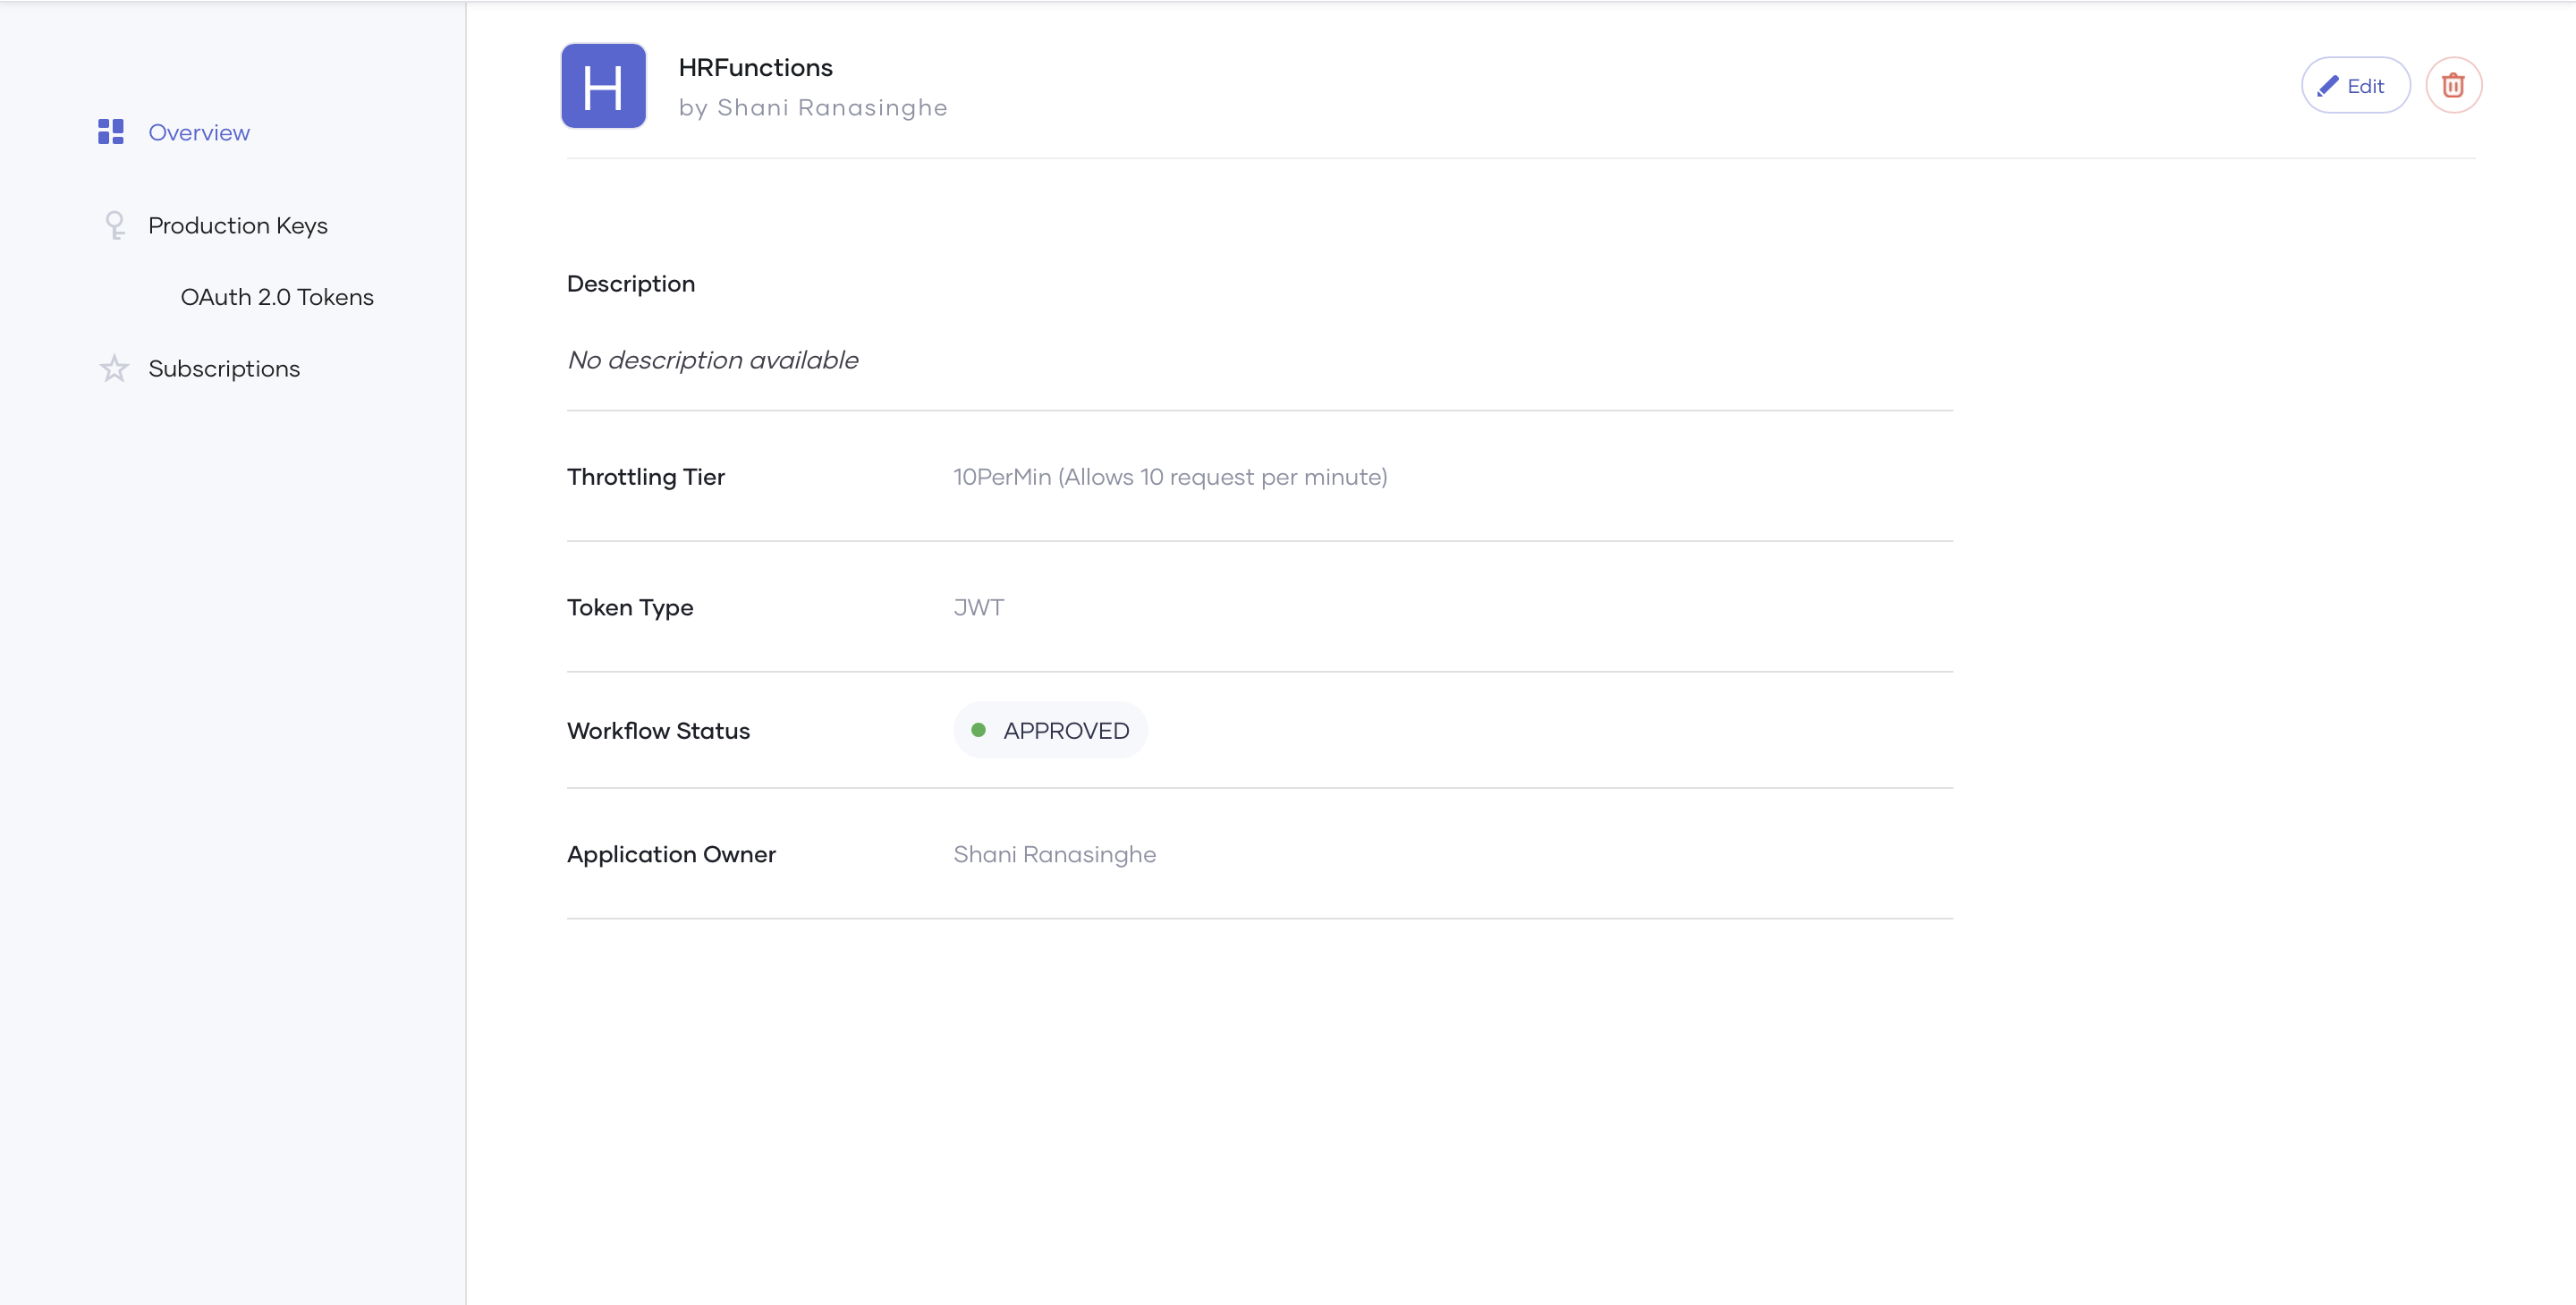 Overview
Production Keys
OAuth 2.0 Tokens
Subscriptions
H
HRFunctions
by Shani Ranasinghe
Edit
Description
No description available
Throttling Tier 10PerMin (Allows 10 request per minute)
Token Type JWT
Workflow Status APPROVED
Application Owner Shani Ranasinghe